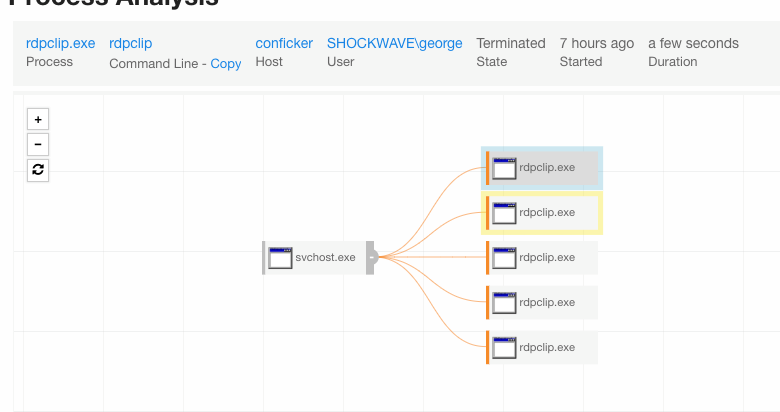 Process Analysis
rdpclip.exe rdpclip conficker SHOCKWAVE\george Terminated 7 hours ago a few seconds
Process Command Line - Copy Host User State Started Duration
+
−
rdpclip.exe
rdpclip.exe
svchost.exe - rdpclip.exe
rdpclip.exe
rdpclip.exe